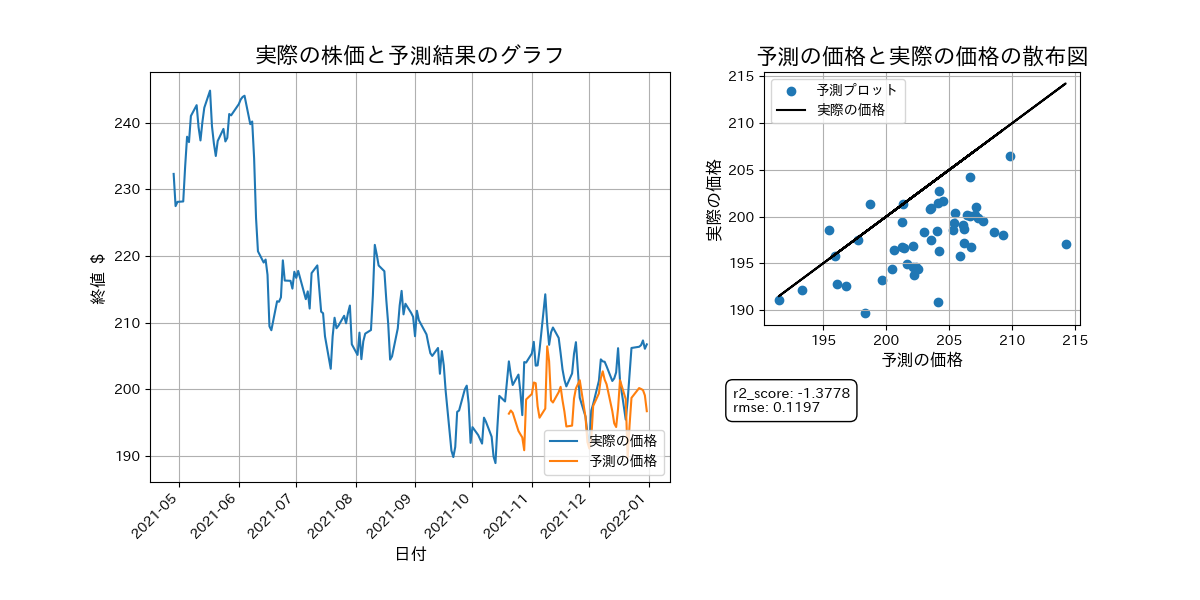 実際の株価と予測結果のグラフ
終値 $
240
230
220
210
200
190
2021-05
2021-06
2021-07
2021-08
2021-09
2021-10
2021-11
2021-12
2022-01
日付
実際の価格
予測の価格
予測の価格と実際の価格の散布図
実際の価格
215
210
205
200
195
190
195
200
205
210
215
予測の価格
予測プロット
実際の価格
r2_score: -1.3778
rmse: 0.1197